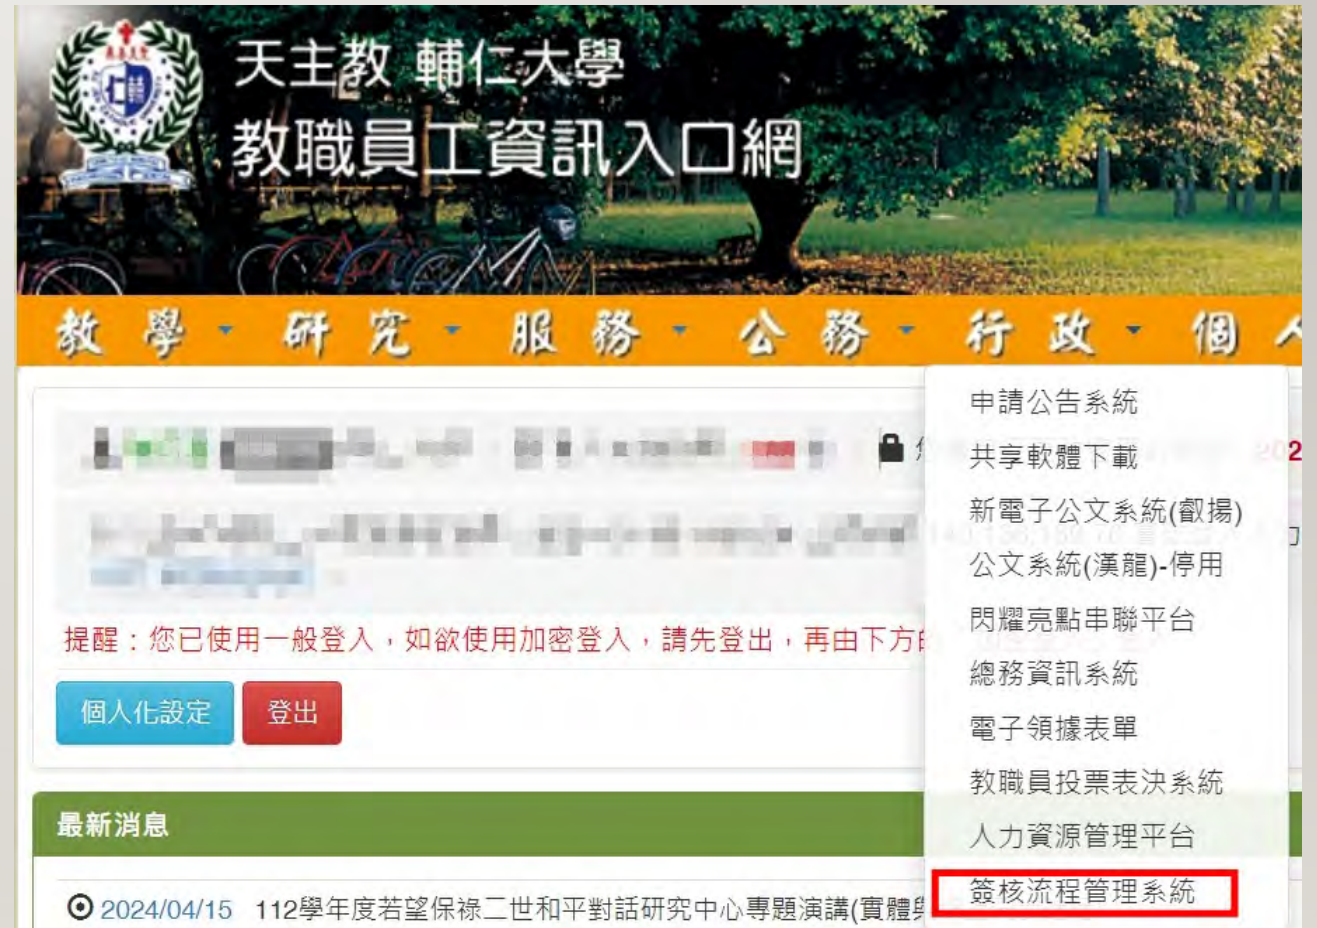 天主教 輔仁大學
教職員工資訊入口網
教學 研究 服務 公務 行政 個人
申請公告系統
共享軟體下載
202
新電子公文系統(叡揚)
公文系統(漢龍)-停用
閃耀亮點串聯平台
提醒：您已使用一般登入，如欲使用加密登入，請先登出，再由下方
總務資訊系統
個人化設定 登出
電子領據表單
教職員投票表決系統
最新消息
人力資源管理平台
簽核流程管理系統
2024/04/15 112學年度若望保祿二世和平對話研究中心專題演講(實體與